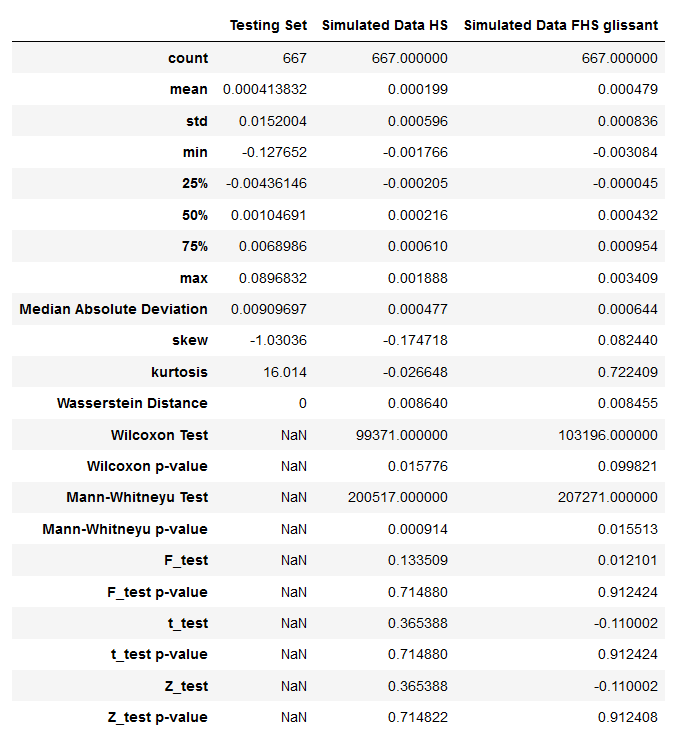 Testing Set Simulated Data HS Simulated Data FHS glissant
count 667 667.000000 667.000000
mean 0.000413832 0.000199 0.000479
std 0.0152004 0.000596 0.000836
min -0.127652 -0.001766 -0.003084
25% -0.00436146 -0.000205 -0.000045
50% 0.00104691 0.000216 0.000432
75% 0.0068986 0.000610 0.000954
max 0.0896832 0.001888 0.003409
Median Absolute Deviation 0.00909697 0.000477 0.000644
skew -1.03036 -0.174718 0.082440
kurtosis 16.014 -0.026648 0.722409
Wasserstein Distance 0 0.008640 0.008455
Wilcoxon Test NaN 99371.000000 103196.000000
Wilcoxon p-value NaN 0.015776 0.099821
Mann-Whitneyu Test NaN 200517.000000 207271.000000
Mann-Whitneyu p-value NaN 0.000914 0.015513
F_test NaN 0.133509 0.012101
F_test p-value NaN 0.714880 0.912424
t_test NaN 0.365388 -0.110002
t_test p-value NaN 0.714880 0.912424
Z_test NaN 0.365388 -0.110002
Z_test p-value NaN 0.714822 0.912408